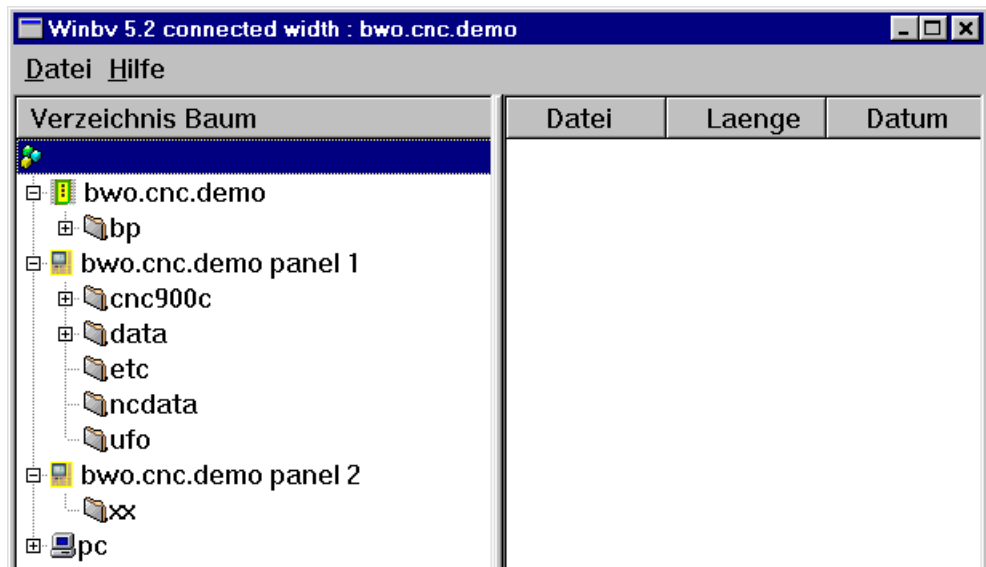 Winbv 5.2 connected width : bwo.cnc.demo
Datei Hilfe
Verzeichnis Baum
Datei Laenge Datum
bwo.cnc.demo
bp
bwo.cnc.demo panel 1
cnc900c
data
etc
ncdata
ufo
bwo.cnc.demo panel 2
xx
pc